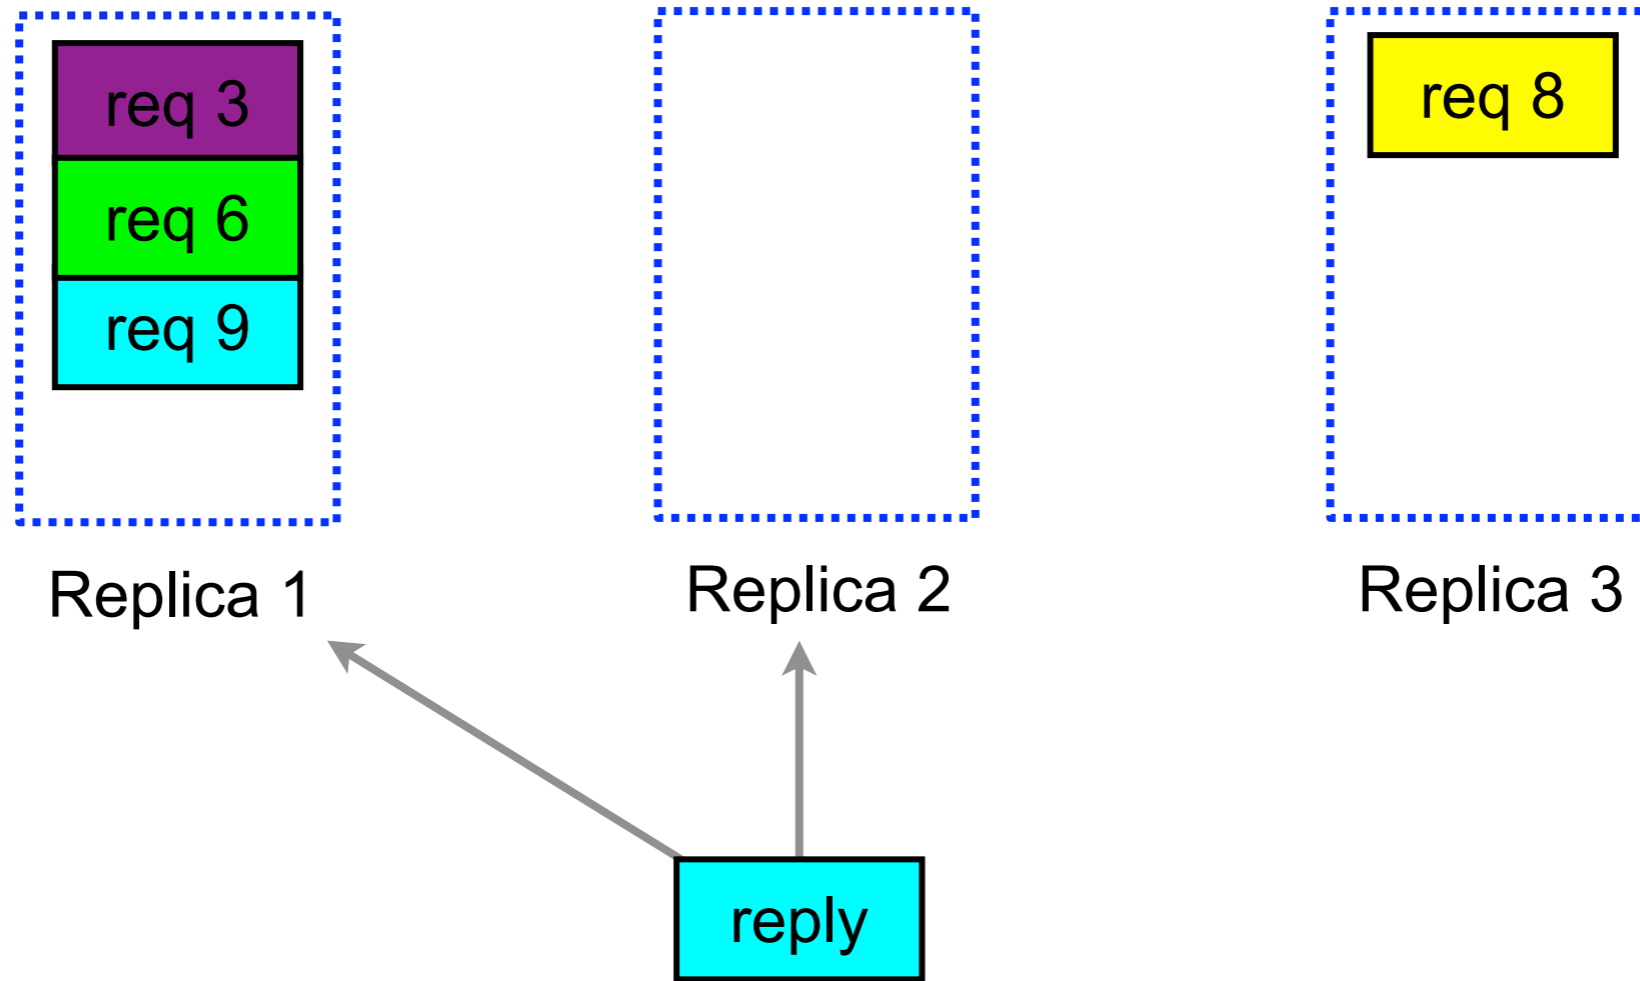 req 3
req 6
req 9
req 8
Replica 1
Replica 2
Replica 3
reply